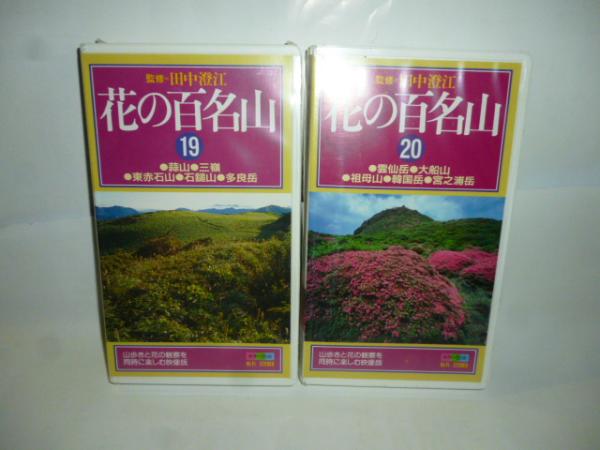 監修=田中澄江
花の百名山
19
●蒜山●三嶺
●東赤石山●石鎚山●多良岳
山歩きと花の観察を
同時に楽しむ映像版
監修=田中澄江
花の百名山
20
●雲仙岳●大船山
●祖母山●韓国岳●宮之浦岳
山歩きと花の観察を
同時に楽しむ映像版